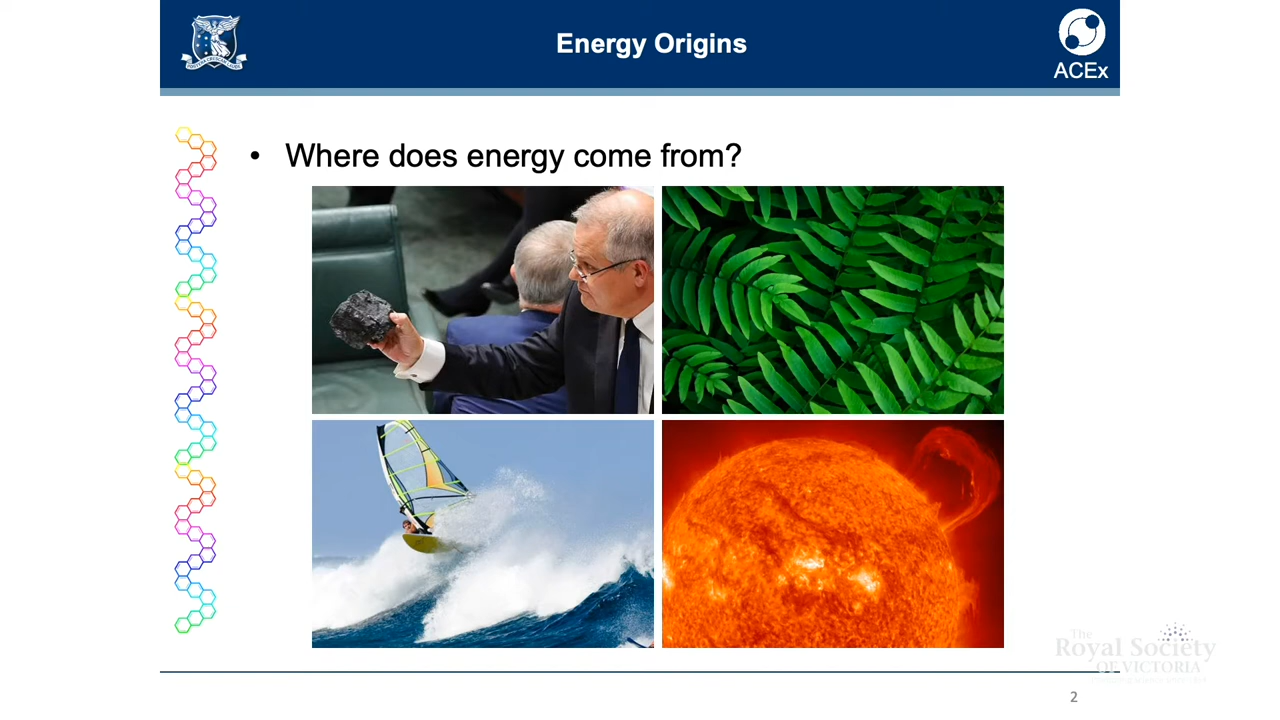 Energy Origins
ACEx
• Where does energy come from?
The
Royal Society
OF VICTORIA
2